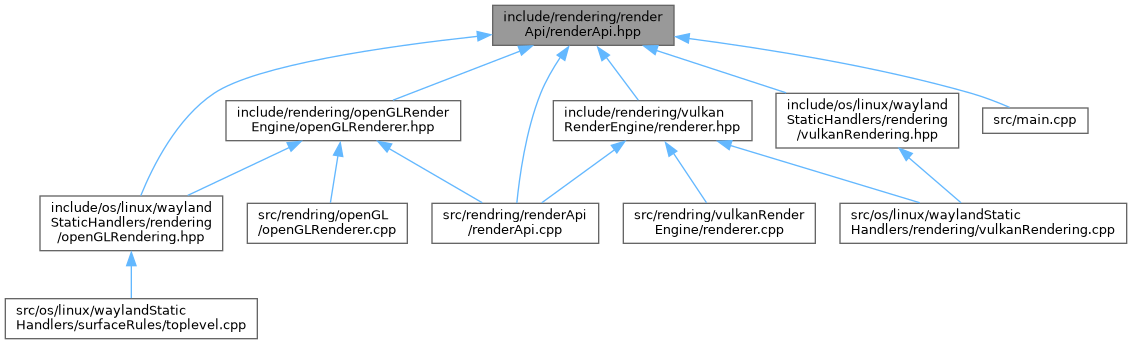 include/rendering/render
Api/renderApi.hpp
include/rendering/openGLRender
Engine/openGLRenderer.hpp
include/rendering/vulkan
RenderEngine/renderer.hpp
include/os/linux/wayland
StaticHandlers/rendering
/vulkanRendering.hpp
src/main.cpp
include/os/linux/wayland
StaticHandlers/rendering
/openGLRendering.hpp
src/rendring/openGL
/openGLRenderer.cpp
src/rendring/renderApi
/renderApi.cpp
src/rendring/vulkanRender
Engine/renderer.cpp
src/os/linux/waylandStatic
Handlers/rendering/vulkanRendering.cpp
src/os/linux/waylandStatic
Handlers/surfaceRules/toplevel.cpp